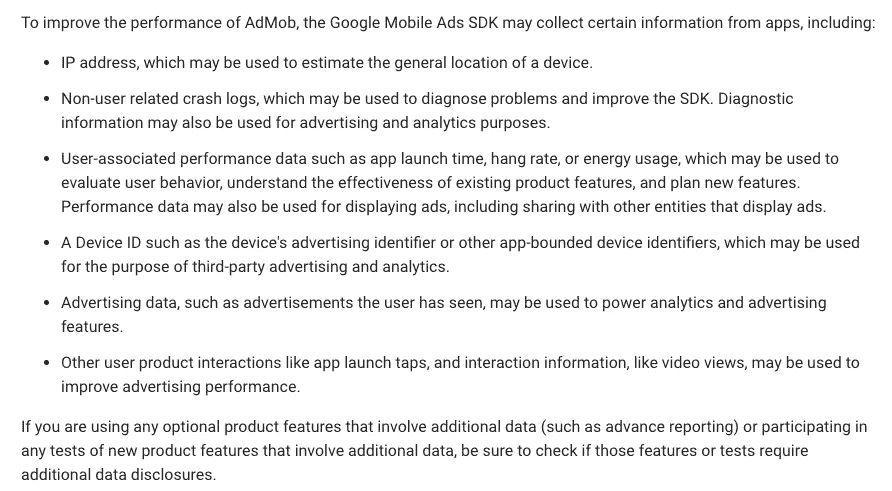 To improve the performance of AdMob, the Google Mobile Ads SDK may collect certain information from apps, including:
• IP address, which may be used to estimate the general location of a device.
• Non-user related crash logs, which may be used to diagnose problems and improve the SDK. Diagnostic
information may also be used for advertising and analytics purposes.
• User-associated performance data such as app launch time, hang rate, or energy usage, which may be used to
evaluate user behavior, understand the effectiveness of existing product features, and plan new features.
Performance data may also be used for displaying ads, including sharing with other entities that display ads.
• A Device ID such as the device's advertising identifier or other app-bounded device identifiers, which may be used
for the purpose of third-party advertising and analytics.
• Advertising data, such as advertisements the user has seen, may be used to power analytics and advertising
features.
• Other user product interactions like app launch taps, and interaction information, like video views, may be used to
improve advertising performance.
If you are using any optional product features that involve additional data (such as advance reporting) or participating in
any tests of new product features that involve additional data, be sure to check if those features or tests require
additional data disclosures.